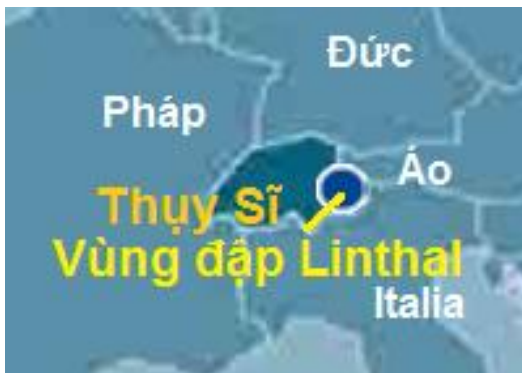 Đức
Pháp
Áo
Thụy Sĩ
Vùng đập Linthal
Italia